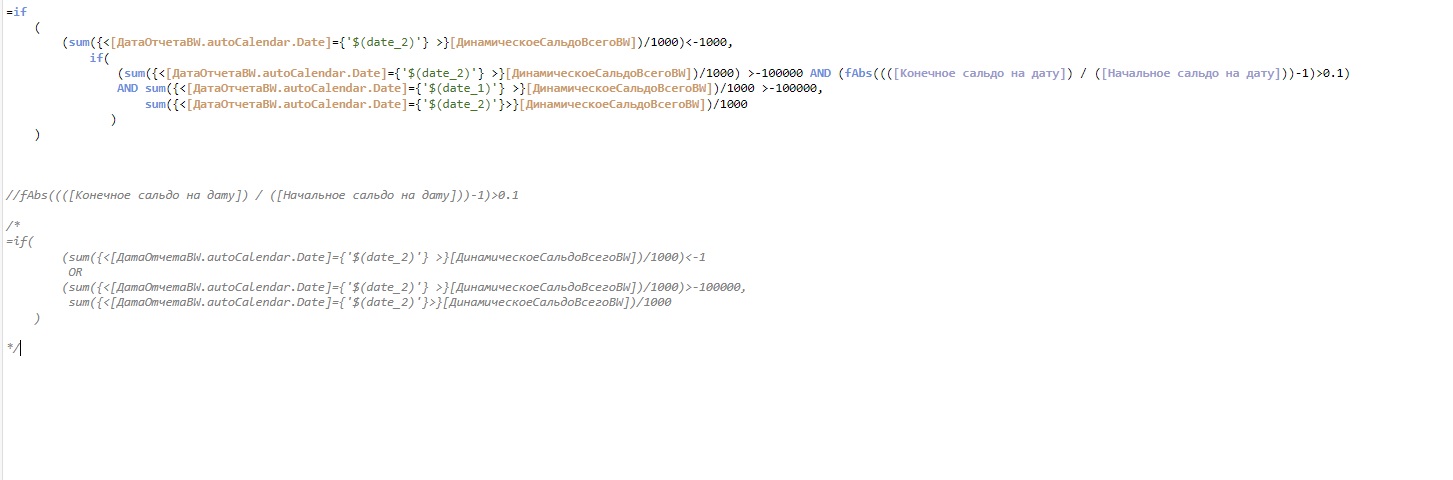 =if
(
(sum({<[ДатаОтчетаBW.autoCalendar.Date]={'$(date_2)'} >}[ДинамическоеСальдоВсегоBW])/1000)<-1000,
if(
(sum({<[ДатаОтчетаBW.autoCalendar.Date]={'$(date_2)'} >}[ДинамическоеСальдоВсегоBW])/1000) >-100000 AND (fAbs((([Конечное сальдо на дату]) / ([Начальное сальдо на дату]))-1)>0.1)
AND sum({<[ДатаОтчетаBW.autoCalendar.Date]={'$(date_1)'} >}[ДинамическоеСальдоВсегоBW])/1000 >-100000,
sum({<[ДатаОтчетаBW.autoCalendar.Date]={'$(date_2)'}>}[ДинамическоеСальдоВсегоBW])/1000
)
)
//fAbs((([Конечное сальдо на дату]) / ([Начальное сальдо на дату]))-1)>0.1
/*
=if(
(sum({<[ДатаОтчетаBW.autoCalendar.Date]={'$(date_2)'} >}[ДинамическоеСальдоВсегоBW])/1000)<-1
OR
(sum({<[ДатаОтчетаBW.autoCalendar.Date]={'$(date_2)'} >}[ДинамическоеСальдоВсегоBW])/1000)>-100000,
sum({<[ДатаОтчетаBW.autoCalendar.Date]={'$(date_2)'}>}[ДинамическоеСальдоВсегоBW])/1000
)
*/